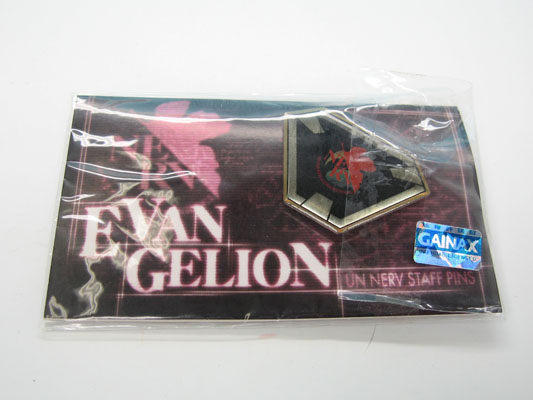 EVAN
GELION
UN NERV STAFF PINS
GAINAX